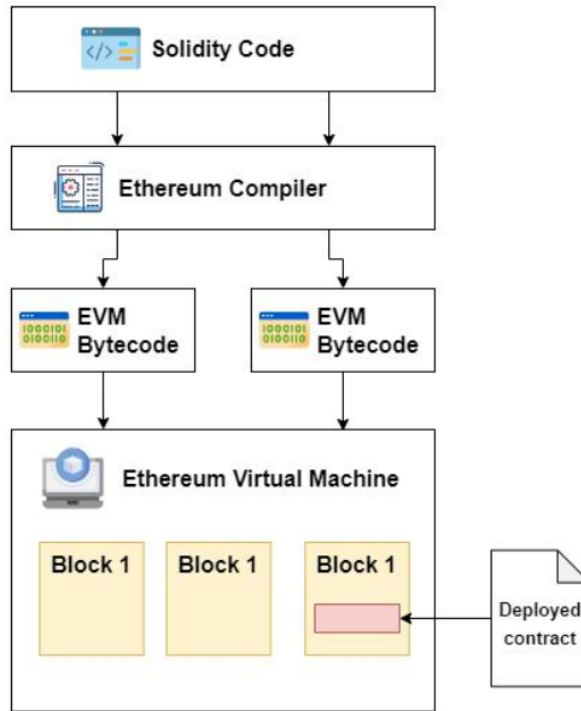 Solidity Code
Ethereum Compiler
EVM
Bytecode
EVM
Bytecode
Ethereum Virtual Machine
Block 1
Block 1
Block 1
Deployed
contract